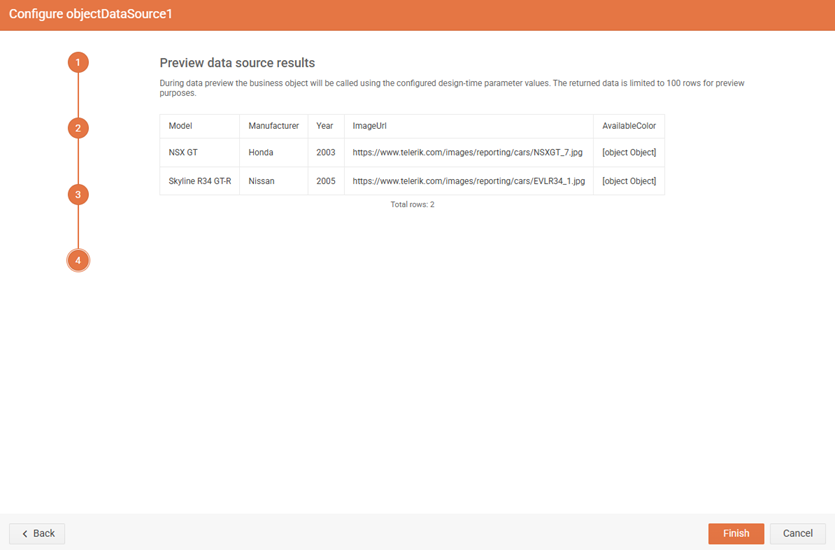 Configure objectDataSource1
1
2
3
4
Preview data source results
During data preview the business object will be called using the configured design-time parameter values. The returned data is limited to 100 rows for preview
purposes.
Model Manufacturer Year ImageUrl AvailableColor
NSX GT Honda 2003 https://www.telerik.com/images/reporting/cars/NSXGT_7.jpg [object Object]
Skyline R34 GT-R Nissan 2005 https://www.telerik.com/images/reporting/cars/EVLR34_1.jpg [object Object]
Total rows: 2
Back Finish Cancel